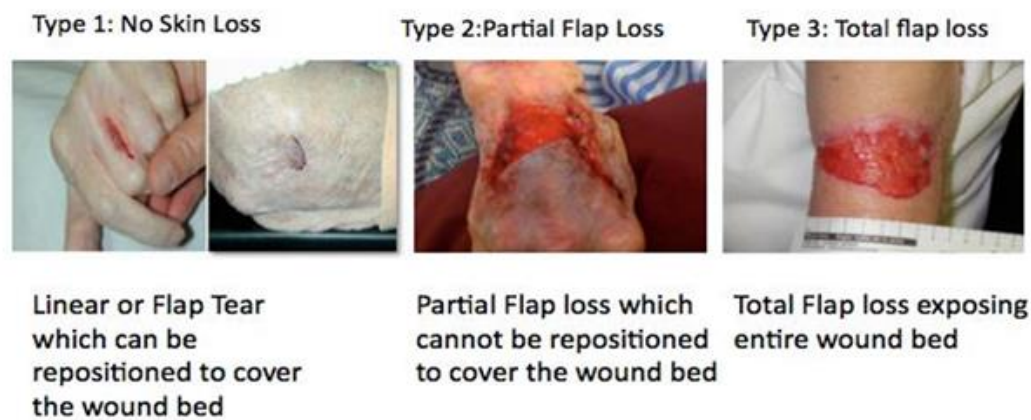 Type 1: No Skin Loss
Type 2:Partial Flap Loss
Type 3: Total flap loss
Linear or Flap Tear
which can be
repositioned to cover
the wound bed
Partial Flap loss which
cannot be repositioned
to cover the wound bed
Total Flap loss exposing
entire wound bed